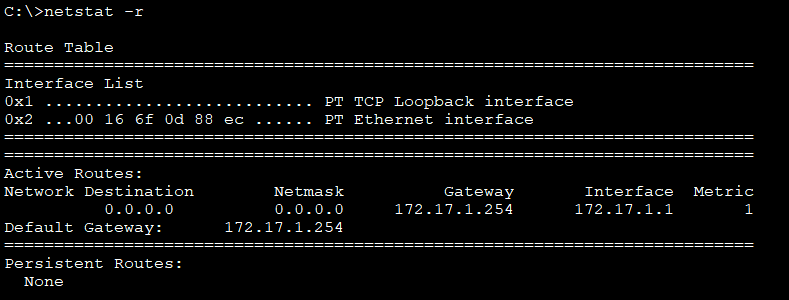 C:\>netstat -r
Route Table
===========================================================================
Interface List
0x1 ........................... PT TCP Loopback interface
0x2 ...00 16 6f 0d 88 ec ...... PT Ethernet interface
===========================================================================
===========================================================================
Active Routes:
Network Destination        Netmask          Gateway       Interface  Metric
          0.0.0.0          0.0.0.0     172.17.1.254      172.17.1.1       1
Default Gateway:      172.17.1.254
===========================================================================
Persistent Routes:
  None